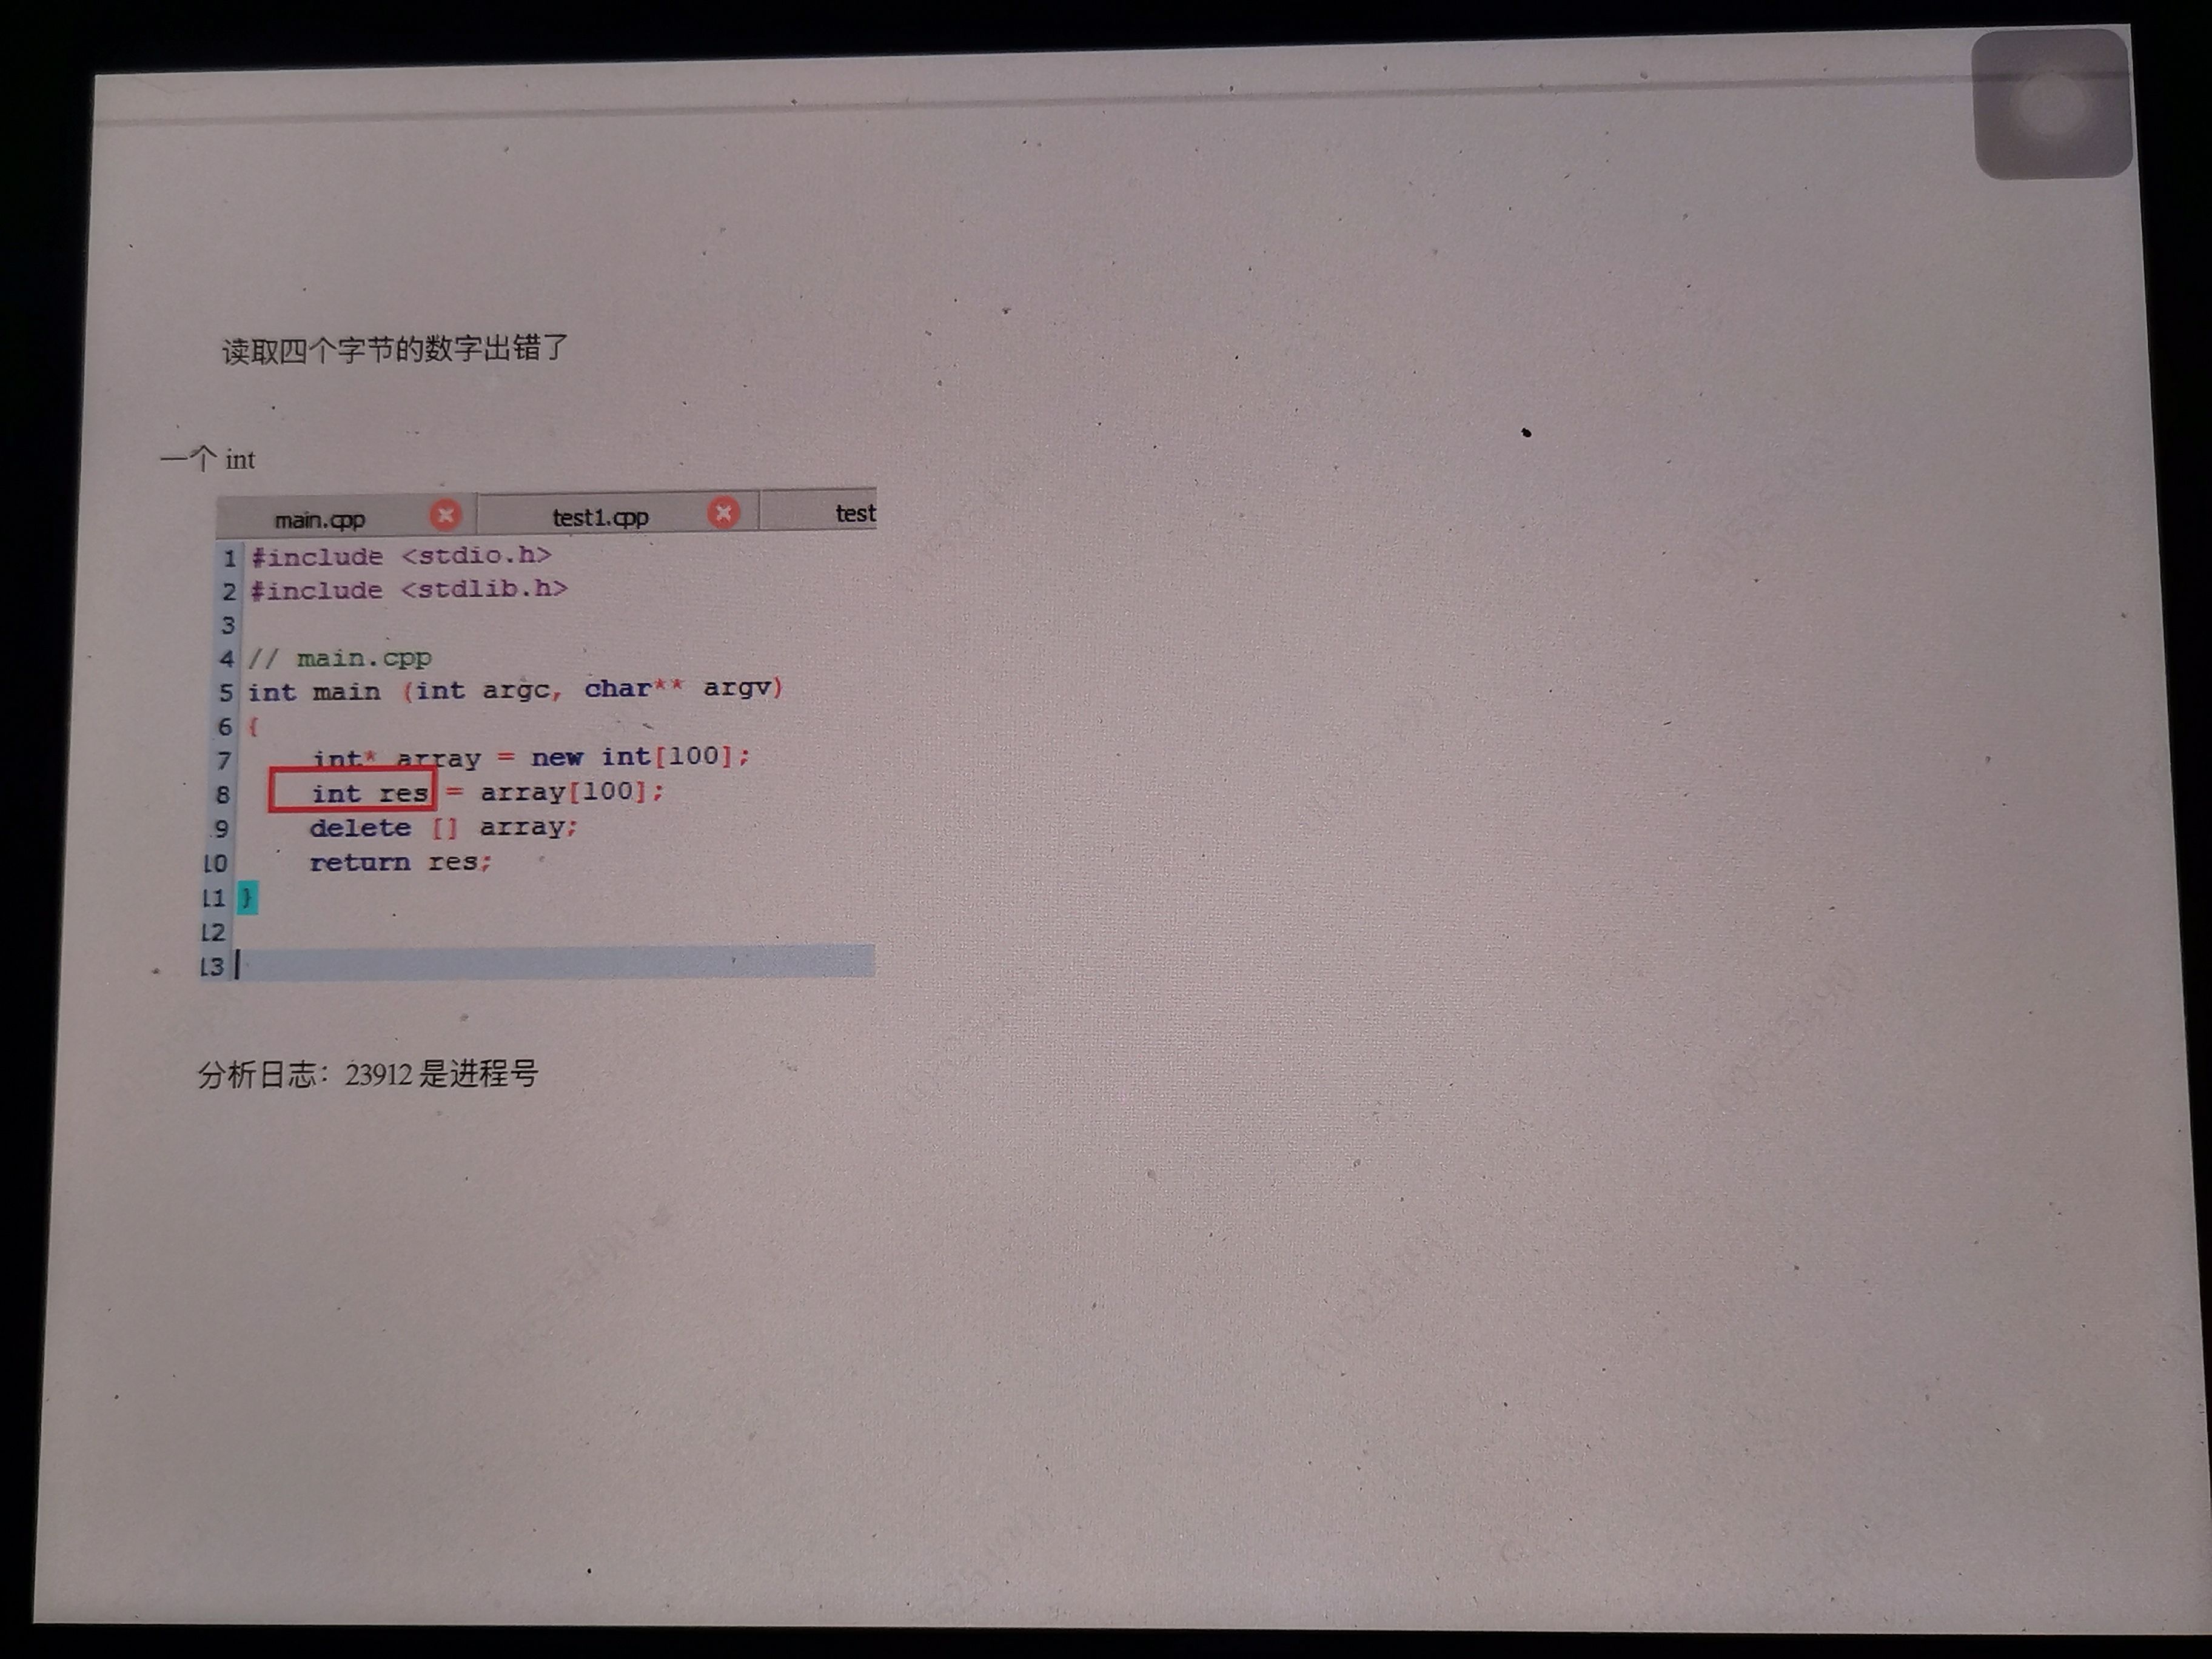 读取四个字节的数字出错了
一个 int
main.cpp test1.cpp test
1 #include <stdio.h>
2 #include <stdlib.h>
3
4 // main.cpp
5 int main (int argc, char** argv)
6 {
7 int* array = new int[100];
8 int res = array[100];
9 delete [] array;
10 return res;
11 }
12
13
分析日志：23912 是进程号